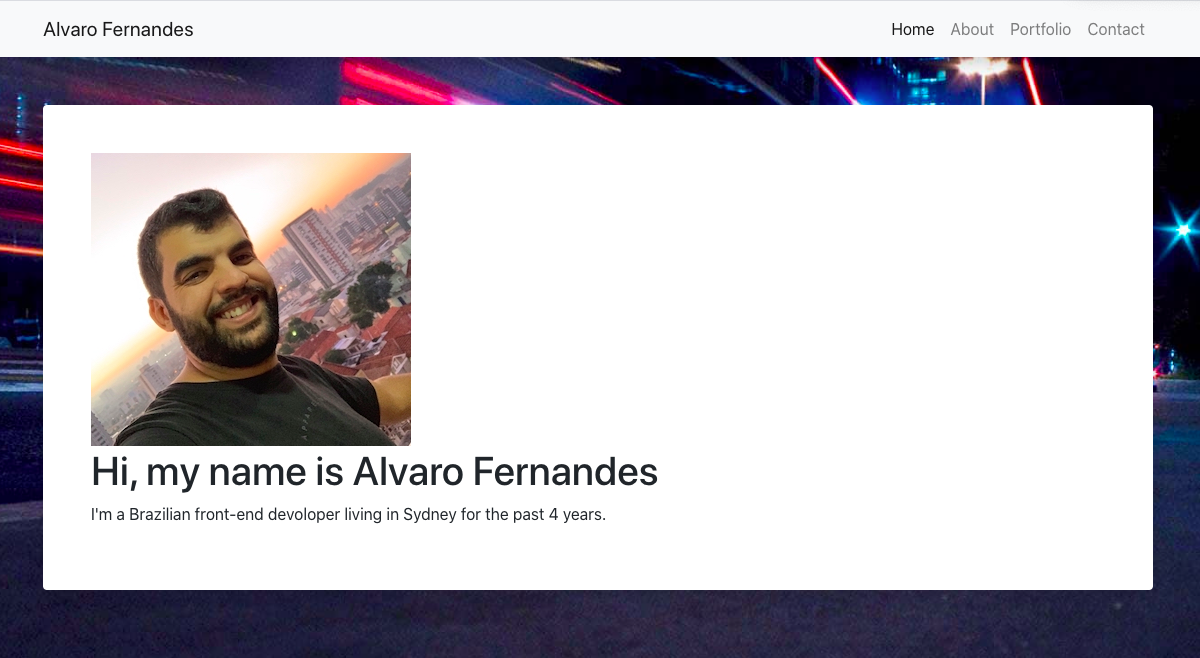 Alvaro Fernandes
Home About Portfolio Contact
Hi, my name is Alvaro Fernandes
I'm a Brazilian front-end devoloper living in Sydney for the past 4 years.